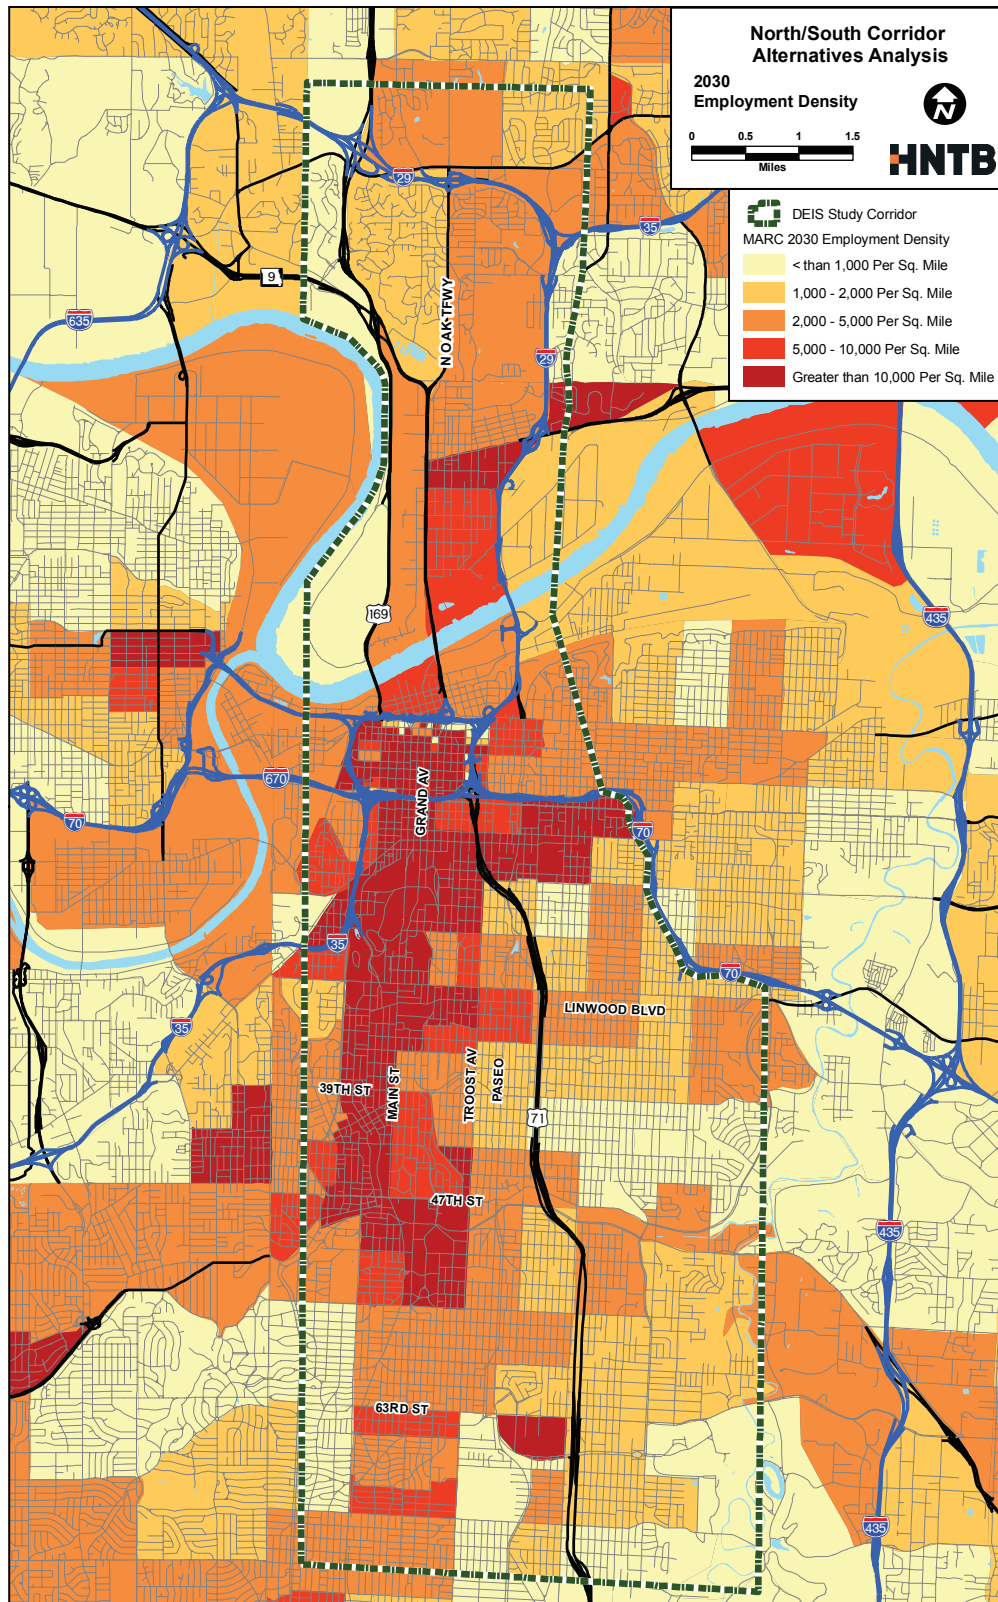 North/South Corridor
Alternatives Analysis
2030
Employment Density
N
0 0.5 1 1.5
Miles
HNTB
DEIS Study Corridor
MARC 2030 Employment Density
< than 1,000 Per Sq. Mile
1,000 - 2,000 Per Sq. Mile
2,000 - 5,000 Per Sq. Mile
5,000 - 10,000 Per Sq. Mile
Greater than 10,000 Per Sq. Mile
29
35
9
635
N OAK TFWY
29
169
435
670
GRAND AV
70
70
35
70
LINWOOD BLVD
35
39TH ST
MAIN ST
TROOST AV
PASEO
71
47TH ST
435
63RD ST
435